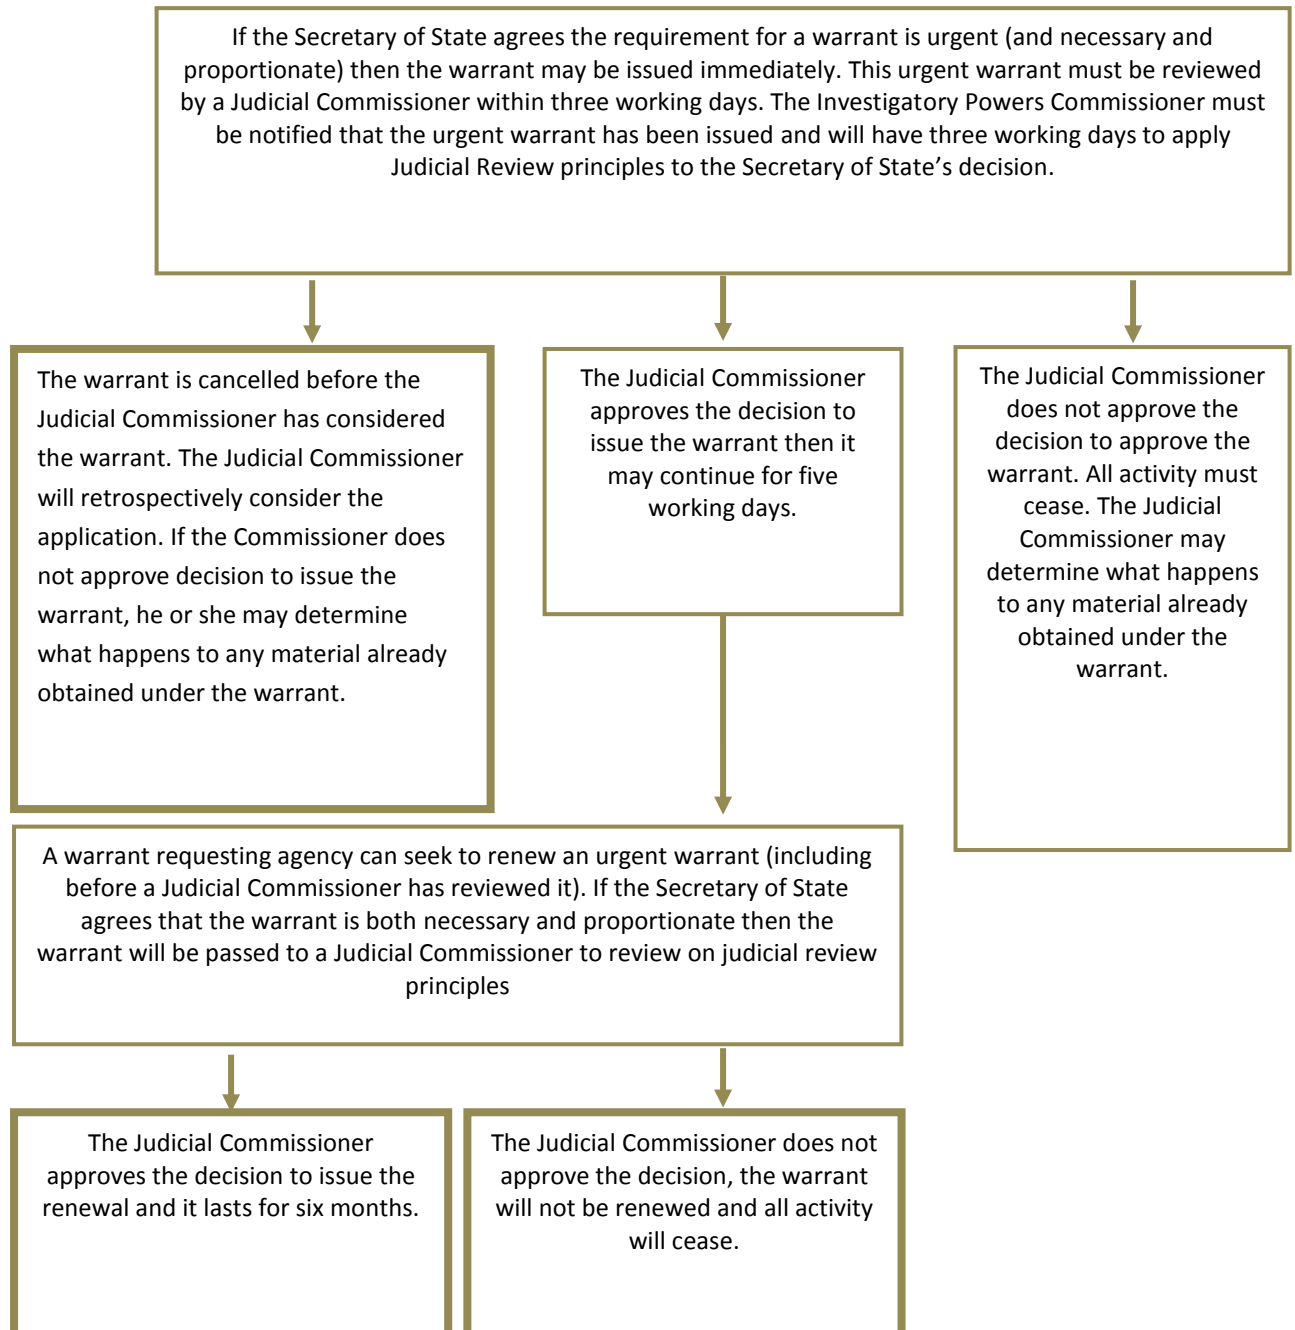 If the Secretary of State agrees the requirement for a warrant is urgent (and necessary and
proportionate) then the warrant may be issued immediately. This urgent warrant must be reviewed
by a Judicial Commissioner within three working days. The Investigatory Powers Commissioner must
be notified that the urgent warrant has been issued and will have three working days to apply
Judicial Review principles to the Secretary of State’s decision.
The warrant is cancelled before the
Judicial Commissioner has considered
the warrant. The Judicial Commissioner
will retrospectively consider the
application. If the Commissioner does
not approve decision to issue the
warrant, he or she may determine
what happens to any material already
obtained under the warrant.
The Judicial Commissioner
approves the decision to
issue the warrant then it
may continue for five
working days.
The Judicial Commissioner
does not approve the
decision to approve the
warrant. All activity must
cease. The Judicial
Commissioner may
determine what happens
to any material already
obtained under the
warrant.
A warrant requesting agency can seek to renew an urgent warrant (including
before a Judicial Commissioner has reviewed it). If the Secretary of State
agrees that the warrant is both necessary and proportionate then the
warrant will be passed to a Judicial Commissioner to review on judicial review
principles
The Judicial Commissioner
approves the decision to issue the
renewal and it lasts for six months.
The Judicial Commissioner does not
approve the decision, the warrant
will not be renewed and all activity
will cease.